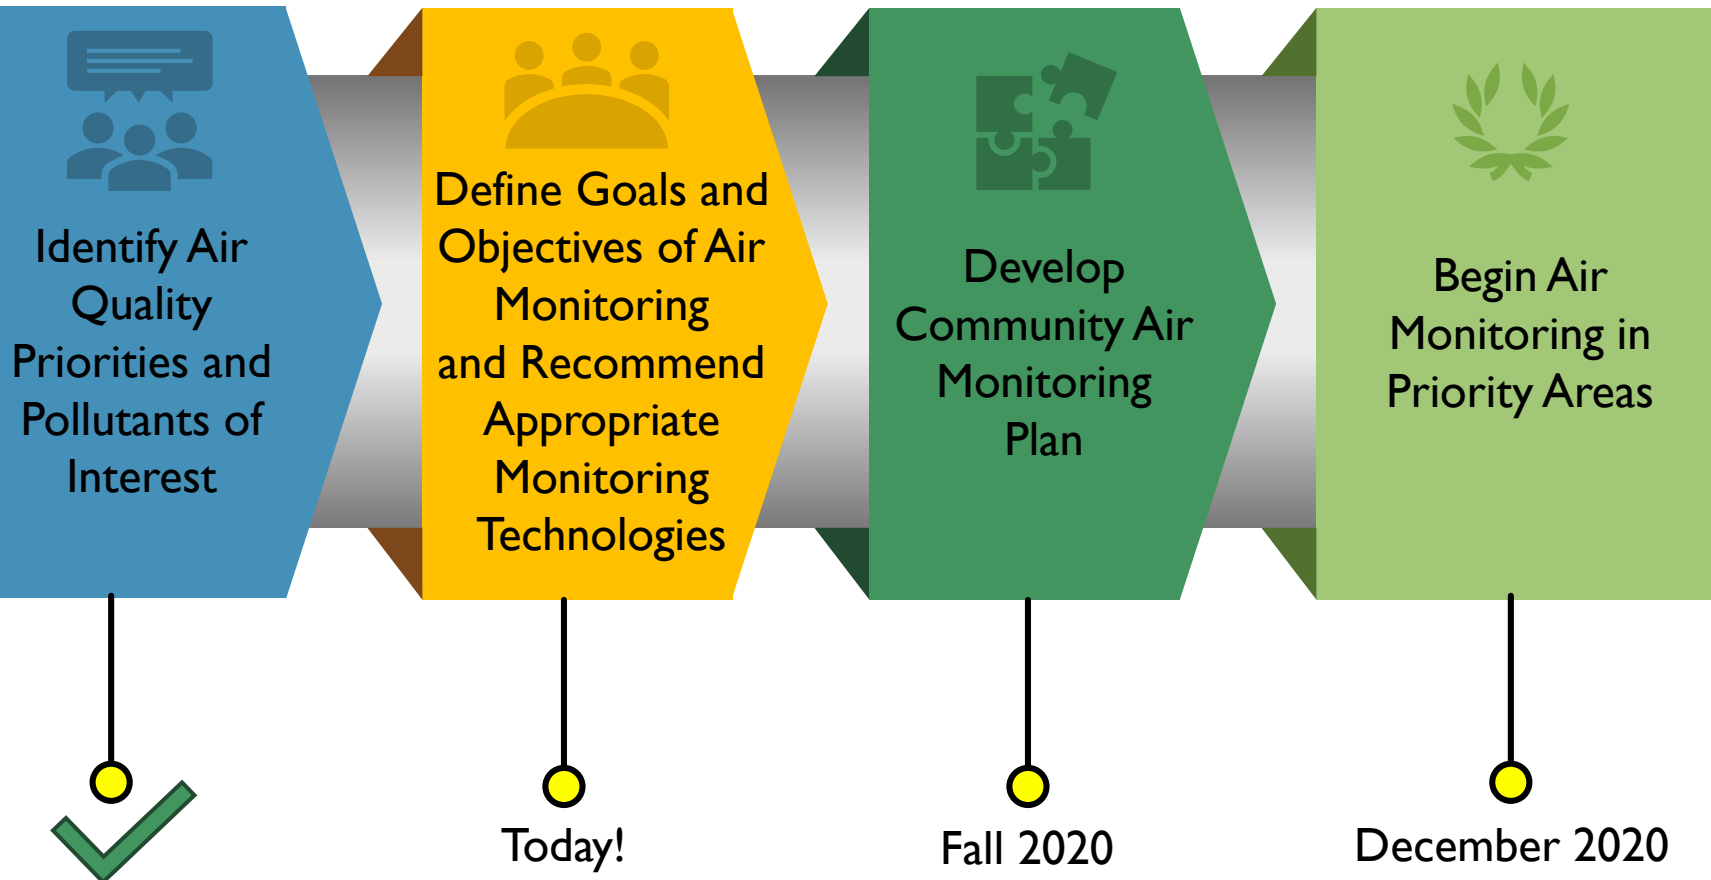 Identify Air
Quality
Priorities and
Pollutants of
Interest
Define Goals and
Objectives of Air
Monitoring
and Recommend
Appropriate
Monitoring
Technologies
Develop
Community Air
Monitoring
Plan
Begin Air
Monitoring in
Priority Areas
Today!
Fall 2020
December 2020